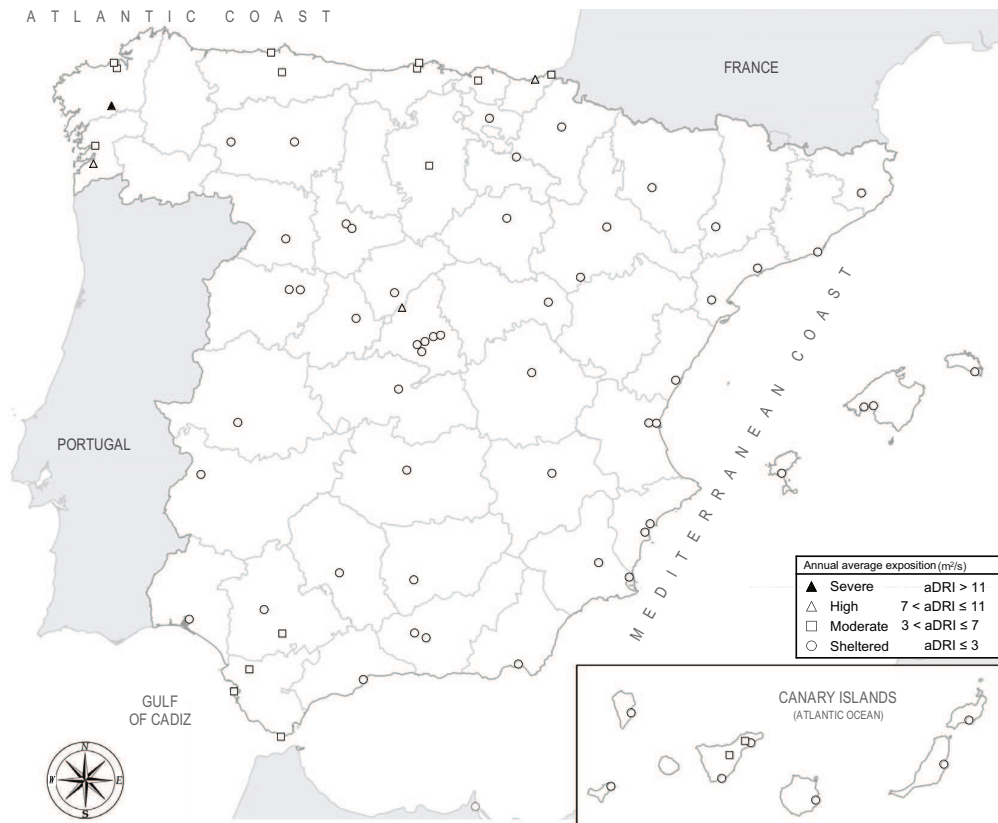 ATLANTIC COAST
FRANCE
PORTUGAL
MEDITERRANEAN COAST
GULF
OF CADIZ
N
W E
S
Annual average exposition (m²/s)
Severe aDRI > 11
High 7 < aDRI ≤ 11
Moderate 3 < aDRI ≤ 7
Sheltered aDRI ≤ 3
CANARY ISLANDS
(ATLANTIC OCEAN)